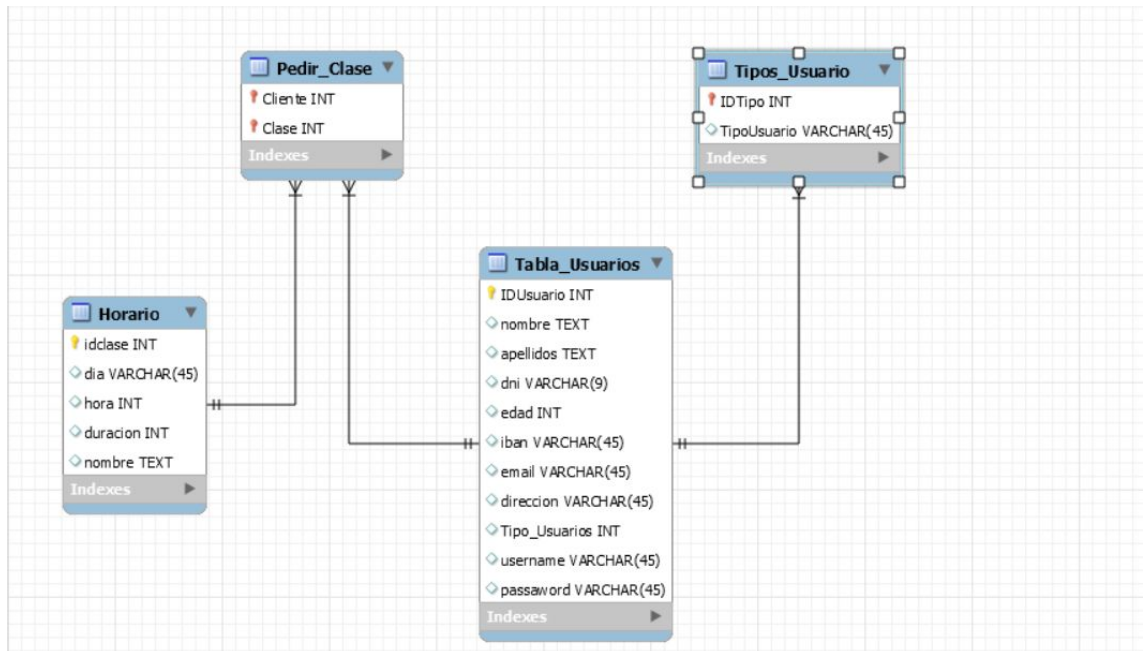 Pedir_Clase
Cliente INT
Clase INT
Indexes
Tipos_Usuario
IDTipo INT
TipoUsuario VARCHAR(45)
Indexes
Horario
idclase INT
dia VARCHAR(45)
hora INT
duracion INT
nombre TEXT
Indexes
Tabla_Usuarios
IDUsuario INT
nombre TEXT
apellidos TEXT
dni VARCHAR(9)
edad INT
iban VARCHAR(45)
email VARCHAR(45)
direccion VARCHAR(45)
Tipo_Usuarios INT
username VARCHAR(45)
passaword VARCHAR(45)
Indexes